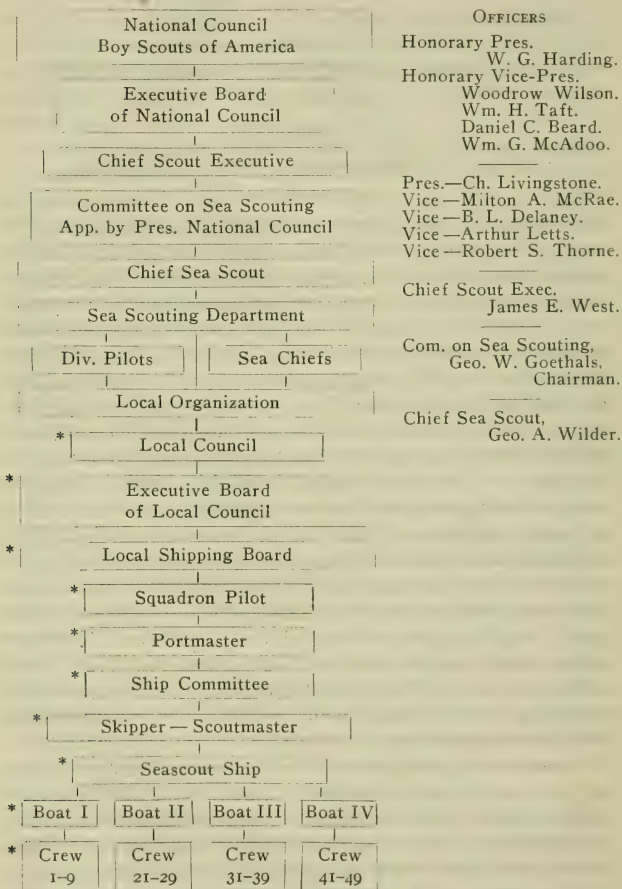 National Council
Boy Scouts of America
Executive Board
of National Council
Chief Scout Executive
Committee on Sea Scouting
App. by Pres. National Council
Chief Sea Scout
Sea Scouting Department
Div. Pilots
Sea Chiefs
Local Organization
* Local Council
* Executive Board
of Local Council
* Local Shipping Board
* Squadron Pilot
* Portmaster
* Ship Committee
* Skipper — Scoutmaster
* Seascout Ship
* Boat I Boat II Boat III Boat IV
* Crew Crew Crew Crew
1-9 21-29 31-39 41-49
OFFICERS
Honorary Pres.
W. G. Harding.
Honorary Vice-Pres.
Woodrow Wilson.
Wm. H. Taft.
Daniel C. Beard.
Wm. G. McAdoo.
Pres.—Ch. Livingstone.
Vice—Milton A. McRae.
Vice—B. L. Delaney.
Vice—Arthur Letts.
Vice—Robert S. Thorne.
Chief Scout Exec.
James E. West.
Com. on Sea Scouting,
Geo. W. Goethals,
Chairman.
Chief Sea Scout,
Geo. A. Wilder.